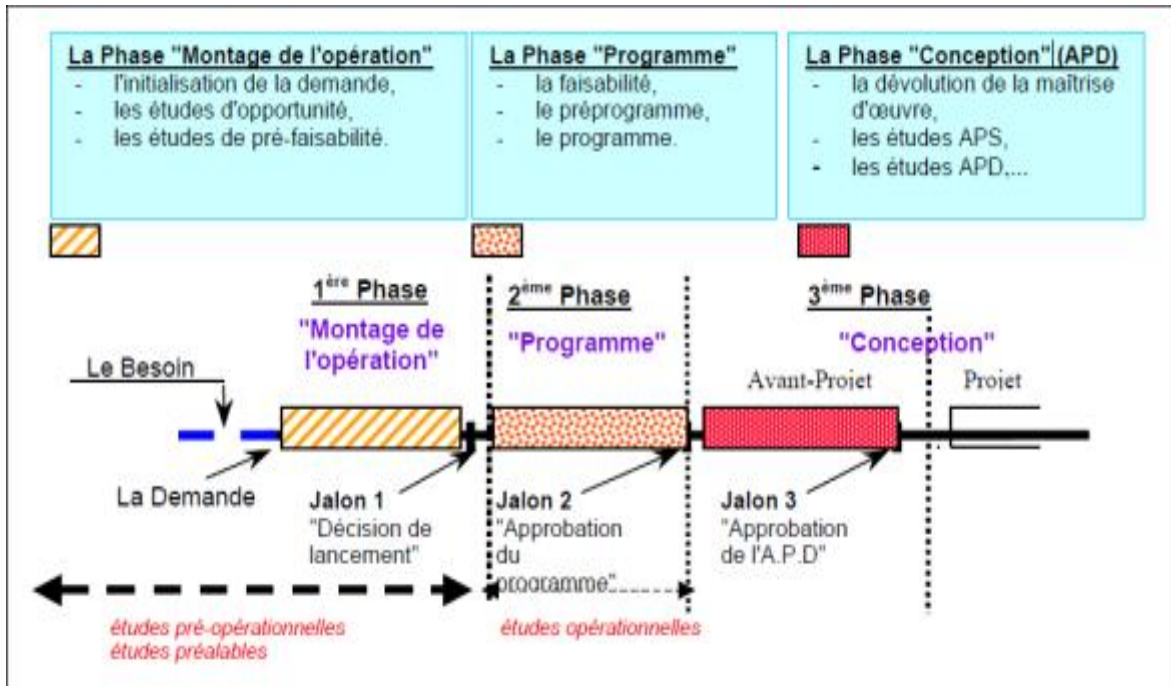 La Phase "Montage de l'opération"
- l'initialisation de la demande,
- les études d'opportunité,
- les études de pré-faisabilité.
La Phase "Programme"
- la faisabilité,
- le préprogramme,
- le programme.
La Phase "Conception" (APD)
- la dévolution de la maîtrise
d'œuvre,
- les études APS,
- les études APD,...
1ère Phase
"Montage de
l'opération"
2ème Phase
"Programme"
3ème Phase
"Conception"
Le Besoin
Avant-Projet
Projet
La Demande
Jalon 1
"Décision de
lancement"
Jalon 2
"Approbation
du
programme"
Jalon 3
"Approbation
de l'A.P.D"
études pré-opérationnelles
études préalables
études opérationnelles